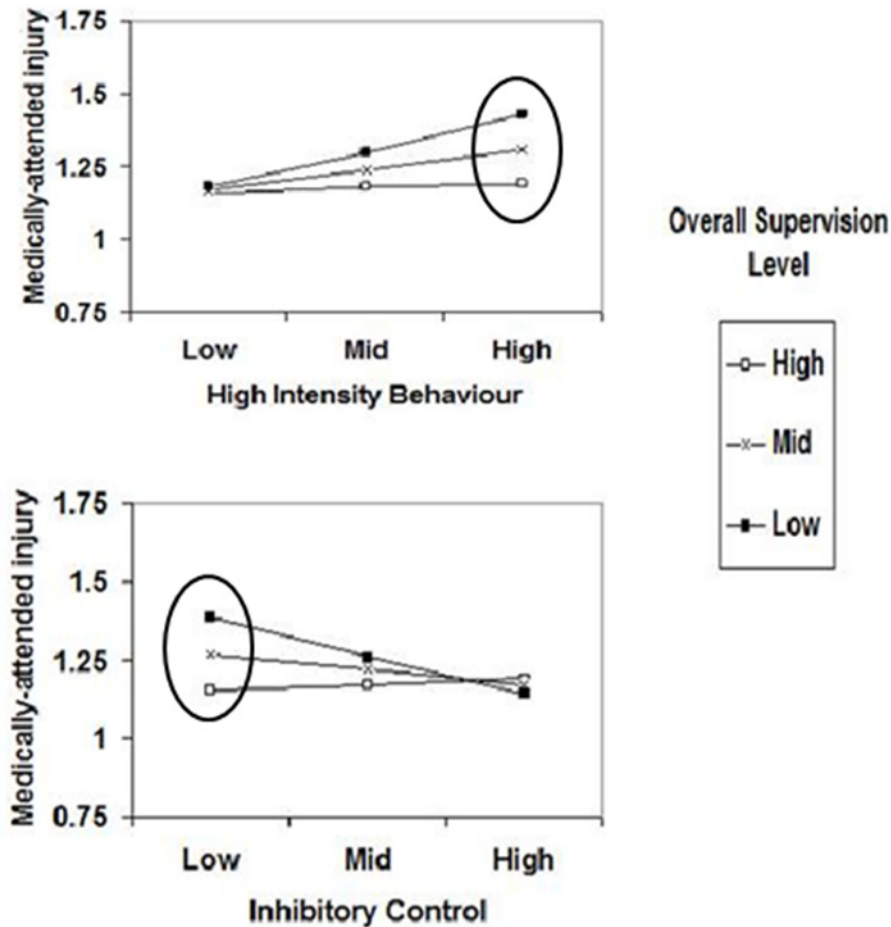 Medically-attended injury
1.75
1.5
1.25
1
0.75
Low Mid High
High Intensity Behaviour
Overall Supervision
Level
High
Mid
Low
Medically-attended injury
1.75
1.5
1.25
1
0.75
Low Mid High
Inhibitory Control